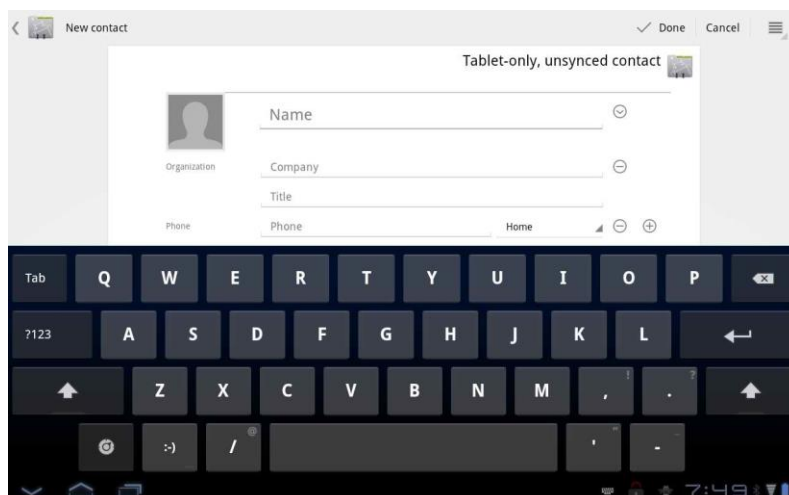 New contact Done Cancel
Tablet-only, unsynced contact
Name
Organization Company
Title
Phone Phone Home
Tab Q W E R T Y U I O P
?123 A S D F G H J K L
Z X C V B N M , ! . ?
:-) / @ ' " - _
7:49